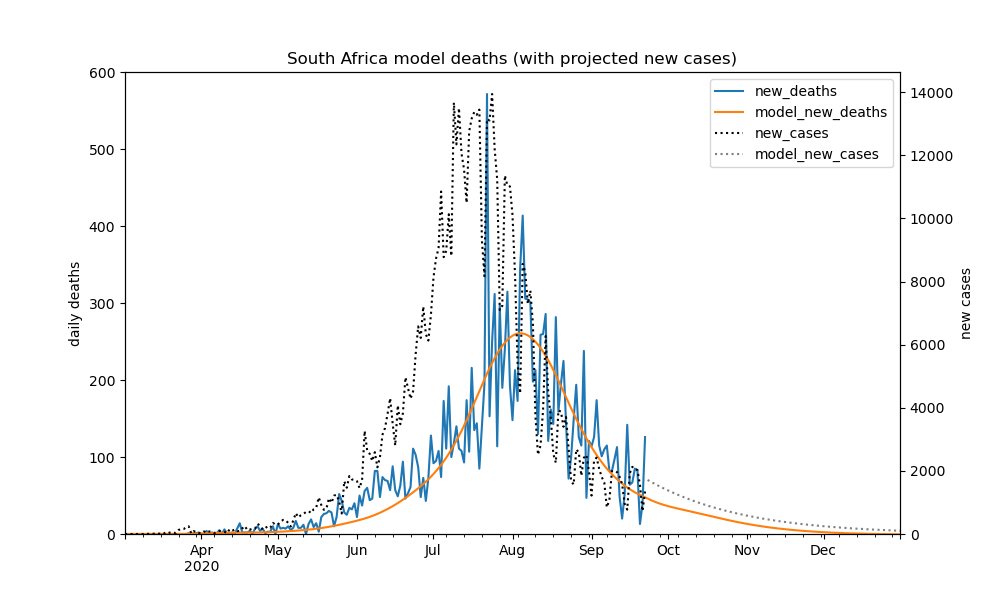 South Africa model deaths (with projected new cases)
600
500
400
300
200
100
0
daily deaths
14000
12000
10000
8000
6000
4000
2000
0
new cases
new_deaths
model_new_deaths
new_cases
model_new_cases
Apr May Jun Jul Aug Sep Oct Nov Dec
2020